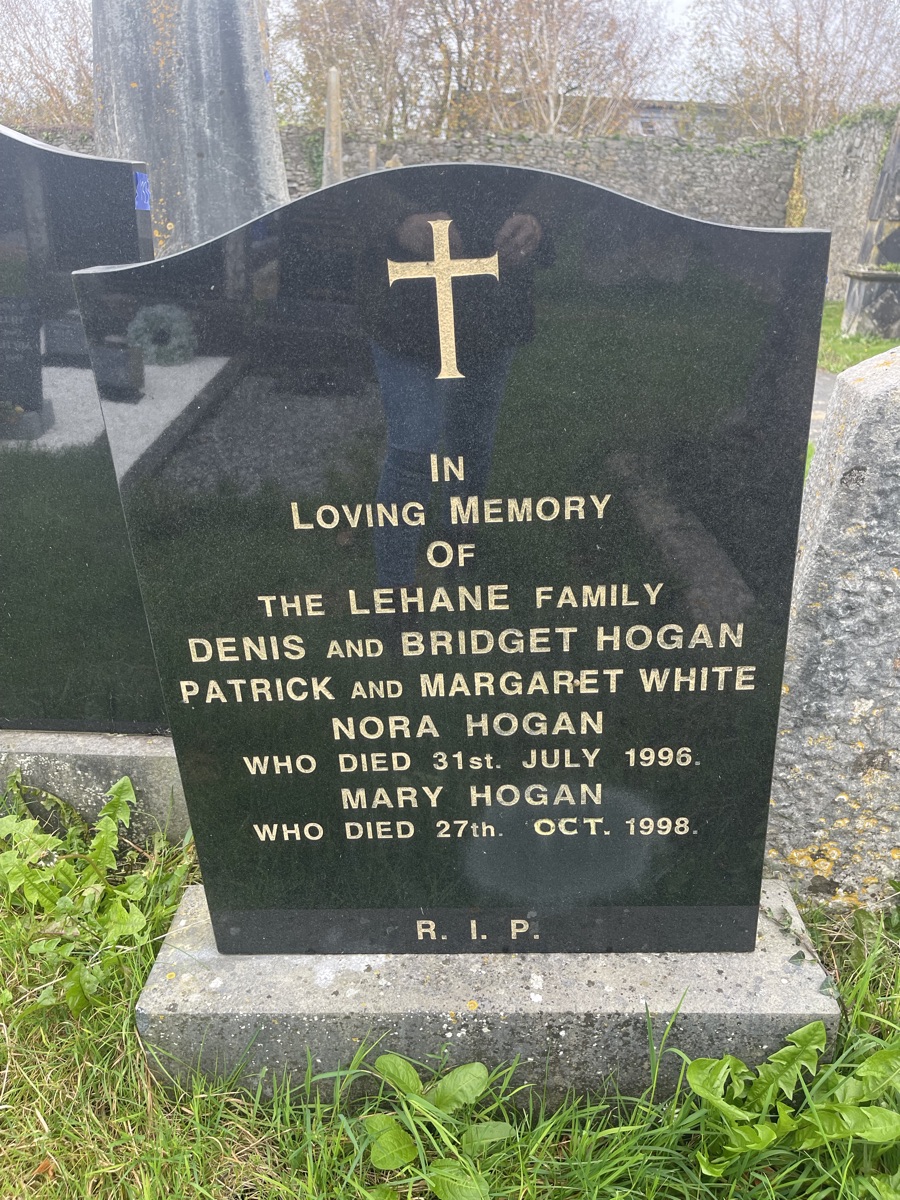 IN
LOVING MEMORY
OF
THE LEHANE FAMILY
DENIS AND BRIDGET HOGAN
PATRICK AND MARGARET WHITE
NORA HOGAN
WHO DIED 31st. JULY 1996.
MARY HOGAN
WHO DIED 27th. OCT. 1998.
R. I. P.